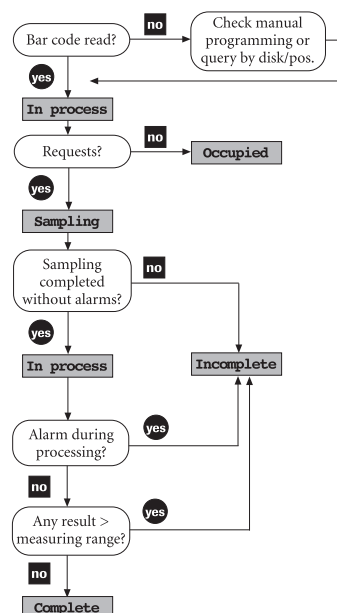 Bar code read?
no
Check manual
programming or
query by disk/pos.
yes
In process
Requests?
no
Occupied
yes
Sampling
Sampling
completed
without alarms?
no
yes
In process
Incomplete
Alarm during
processing?
yes
no
Any result >
measuring range?
yes
no
Complete